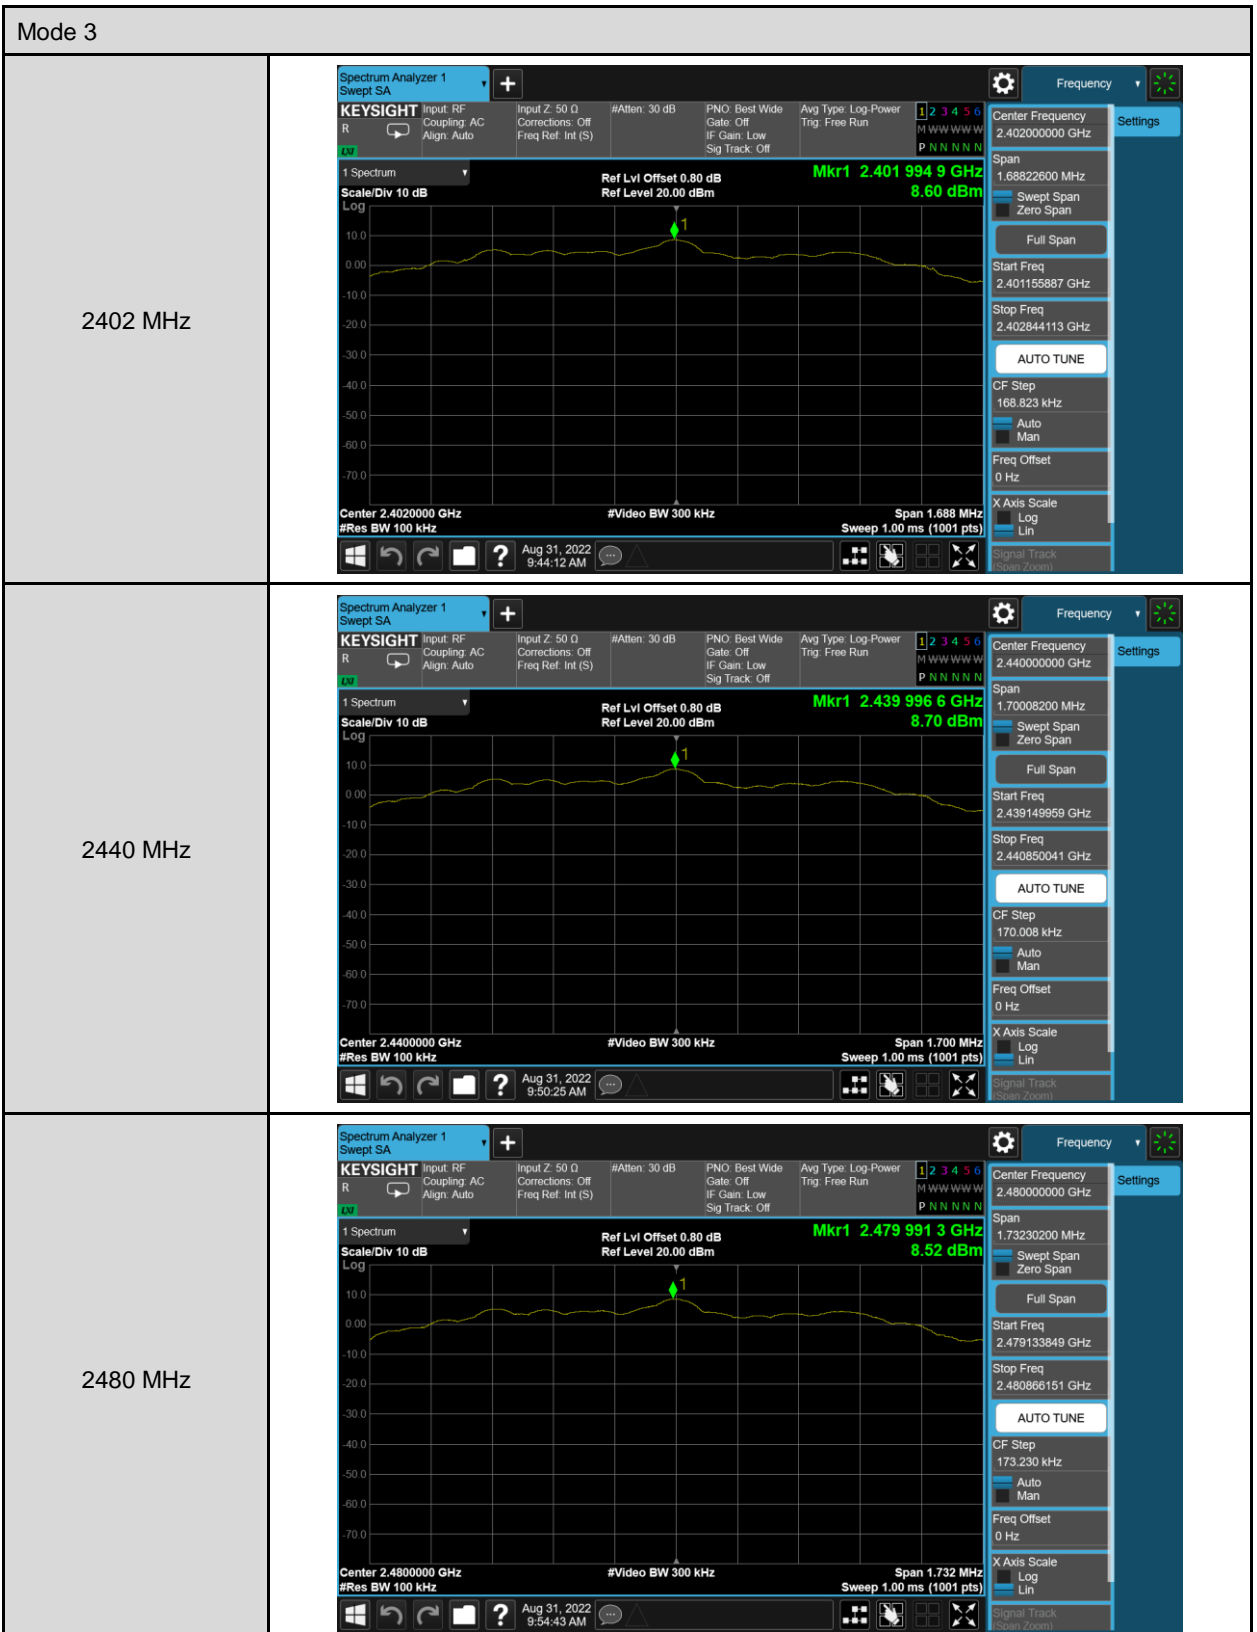 Mode 3
2402 MHz
Spectrum Analyzer 1
Swept SA
+
Frequency
KEYSIGHT
R
LXI
Input: RF
Coupling: AC
Align: Auto
Input Z: 50 Ω
Corrections: Off
Freq Ref: Int (S)
#Atten: 30 dB
PNO: Best Wide
Gate: Off
IF Gain: Low
Sig Track: Off
Avg Type: Log-Power
Trig: Free Run
1 2 3 4 5 6
M W W W W W
P N N N N N
1 Spectrum
Scale/Div 10 dB
Ref Lvl Offset 0.80 dB
Ref Level 20.00 dBm
Mkr1 2.401 994 9 GHz
8.60 dBm
Log
1
10.0
0.00
-10.0
-20.0
-30.0
-40.0
-50.0
-60.0
-70.0
Center 2.4020000 GHz
#Res BW 100 kHz
#Video BW 300 kHz
Span 1.688 MHz
Sweep 1.00 ms (1001 pts)
?
Aug 31, 2022
9:44:12 AM
Center Frequency
2.402000000 GHz
Settings
Span
1.68822600 MHz
Swept Span
Zero Span
Full Span
Start Freq
2.401155887 GHz
Stop Freq
2.402844113 GHz
AUTO TUNE
CF Step
168.823 kHz
Auto
Man
Freq Offset
0 Hz
X Axis Scale
Log
Lin
Signal Track
(Span Zoom)
2440 MHz
Spectrum Analyzer 1
Swept SA
+
Frequency
KEYSIGHT
R
LXI
Input: RF
Coupling: AC
Align: Auto
Input Z: 50 Ω
Corrections: Off
Freq Ref: Int (S)
#Atten: 30 dB
PNO: Best Wide
Gate: Off
IF Gain: Low
Sig Track: Off
Avg Type: Log-Power
Trig: Free Run
1 2 3 4 5 6
M W W W W W
P N N N N N
1 Spectrum
Scale/Div 10 dB
Ref Lvl Offset 0.80 dB
Ref Level 20.00 dBm
Mkr1 2.439 996 6 GHz
8.70 dBm
Log
1
10.0
0.00
-10.0
-20.0
-30.0
-40.0
-50.0
-60.0
-70.0
Center 2.4400000 GHz
#Res BW 100 kHz
#Video BW 300 kHz
Span 1.700 MHz
Sweep 1.00 ms (1001 pts)
?
Aug 31, 2022
9:50:25 AM
Center Frequency
2.440000000 GHz
Settings
Span
1.70008200 MHz
Swept Span
Zero Span
Full Span
Start Freq
2.439149959 GHz
Stop Freq
2.440850041 GHz
AUTO TUNE
CF Step
170.008 kHz
Auto
Man
Freq Offset
0 Hz
X Axis Scale
Log
Lin
Signal Track
(Span Zoom)
2480 MHz
Spectrum Analyzer 1
Swept SA
+
Frequency
KEYSIGHT
R
LXI
Input: RF
Coupling: AC
Align: Auto
Input Z: 50 Ω
Corrections: Off
Freq Ref: Int (S)
#Atten: 30 dB
PNO: Best Wide
Gate: Off
IF Gain: Low
Sig Track: Off
Avg Type: Log-Power
Trig: Free Run
1 2 3 4 5 6
M W W W W W
P N N N N N
1 Spectrum
Scale/Div 10 dB
Ref Lvl Offset 0.80 dB
Ref Level 20.00 dBm
Mkr1 2.479 991 3 GHz
8.52 dBm
Log
1
10.0
0.00
-10.0
-20.0
-30.0
-40.0
-50.0
-60.0
-70.0
Center 2.4800000 GHz
#Res BW 100 kHz
#Video BW 300 kHz
Span 1.732 MHz
Sweep 1.00 ms (1001 pts)
?
Aug 31, 2022
9:54:43 AM
Center Frequency
2.480000000 GHz
Settings
Span
1.73230200 MHz
Swept Span
Zero Span
Full Span
Start Freq
2.479133849 GHz
Stop Freq
2.480866151 GHz
AUTO TUNE
CF Step
173.230 kHz
Auto
Man
Freq Offset
0 Hz
X Axis Scale
Log
Lin
Signal Track
(Span Zoom)